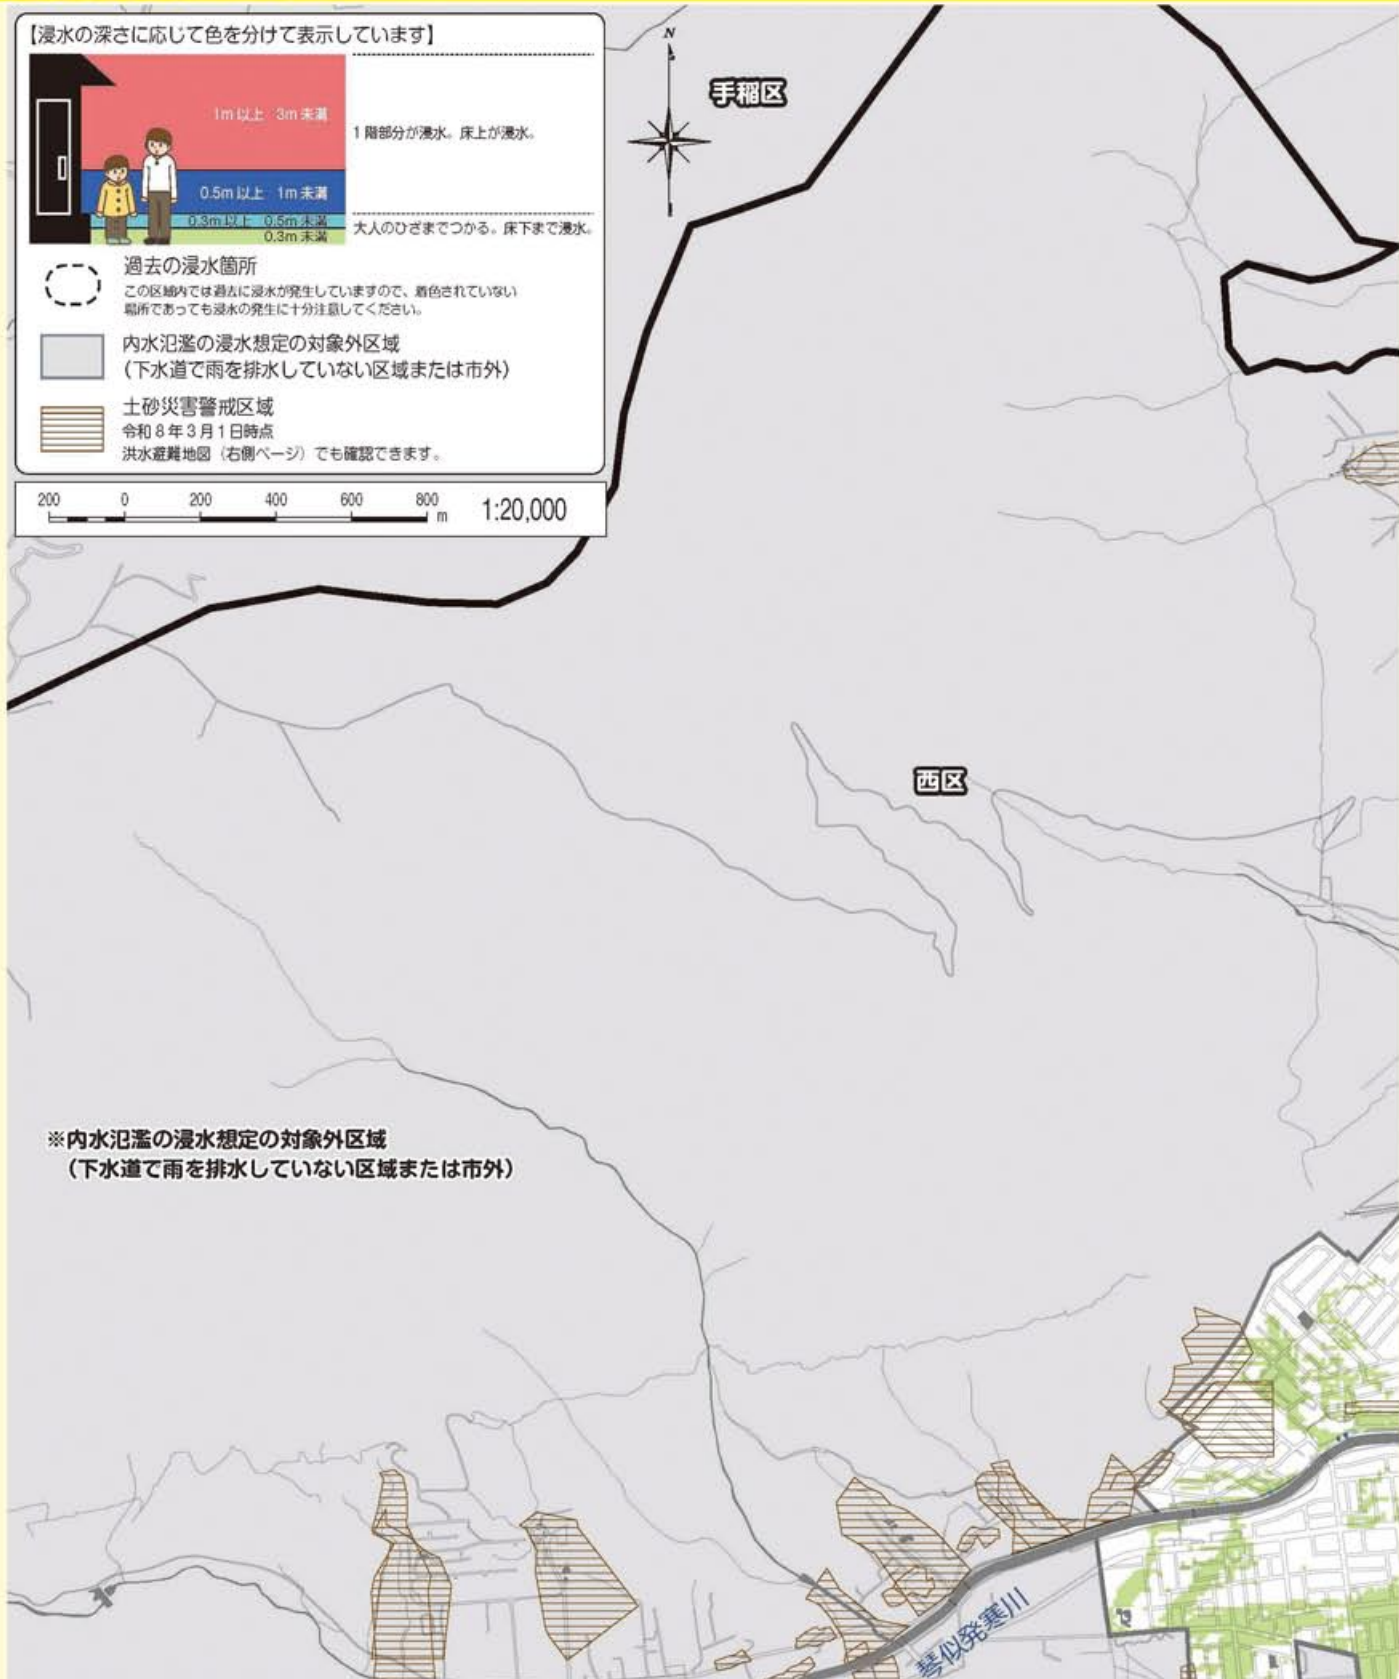 【浸水の深さに応じて色を分けて表示しています】
1m以上 3m未満
1階部分が浸水。床上が浸水。
0.5m以上 1m未満
0.3m以上 0.5m未満
0.3m未満
大人のひざまでつかる。床下まで浸水。
過去の浸水箇所
この区域内では過去に浸水が発生していますので、着色されていない
場所であっても浸水の発生に十分注意してください。
内水氾濫の浸水想定の対象外区域
(下水道で雨を排水していない区域または市外)
土砂災害警戒区域
令和8年3月1日時点
洪水避難地図(右側ページ)でも確認できます。
200 0 200 400 600 800 m 1:20,000
N
手稲区
西区
※内水氾濫の浸水想定の対象外区域
(下水道で雨を排水していない区域または市外)
琴似発寒川